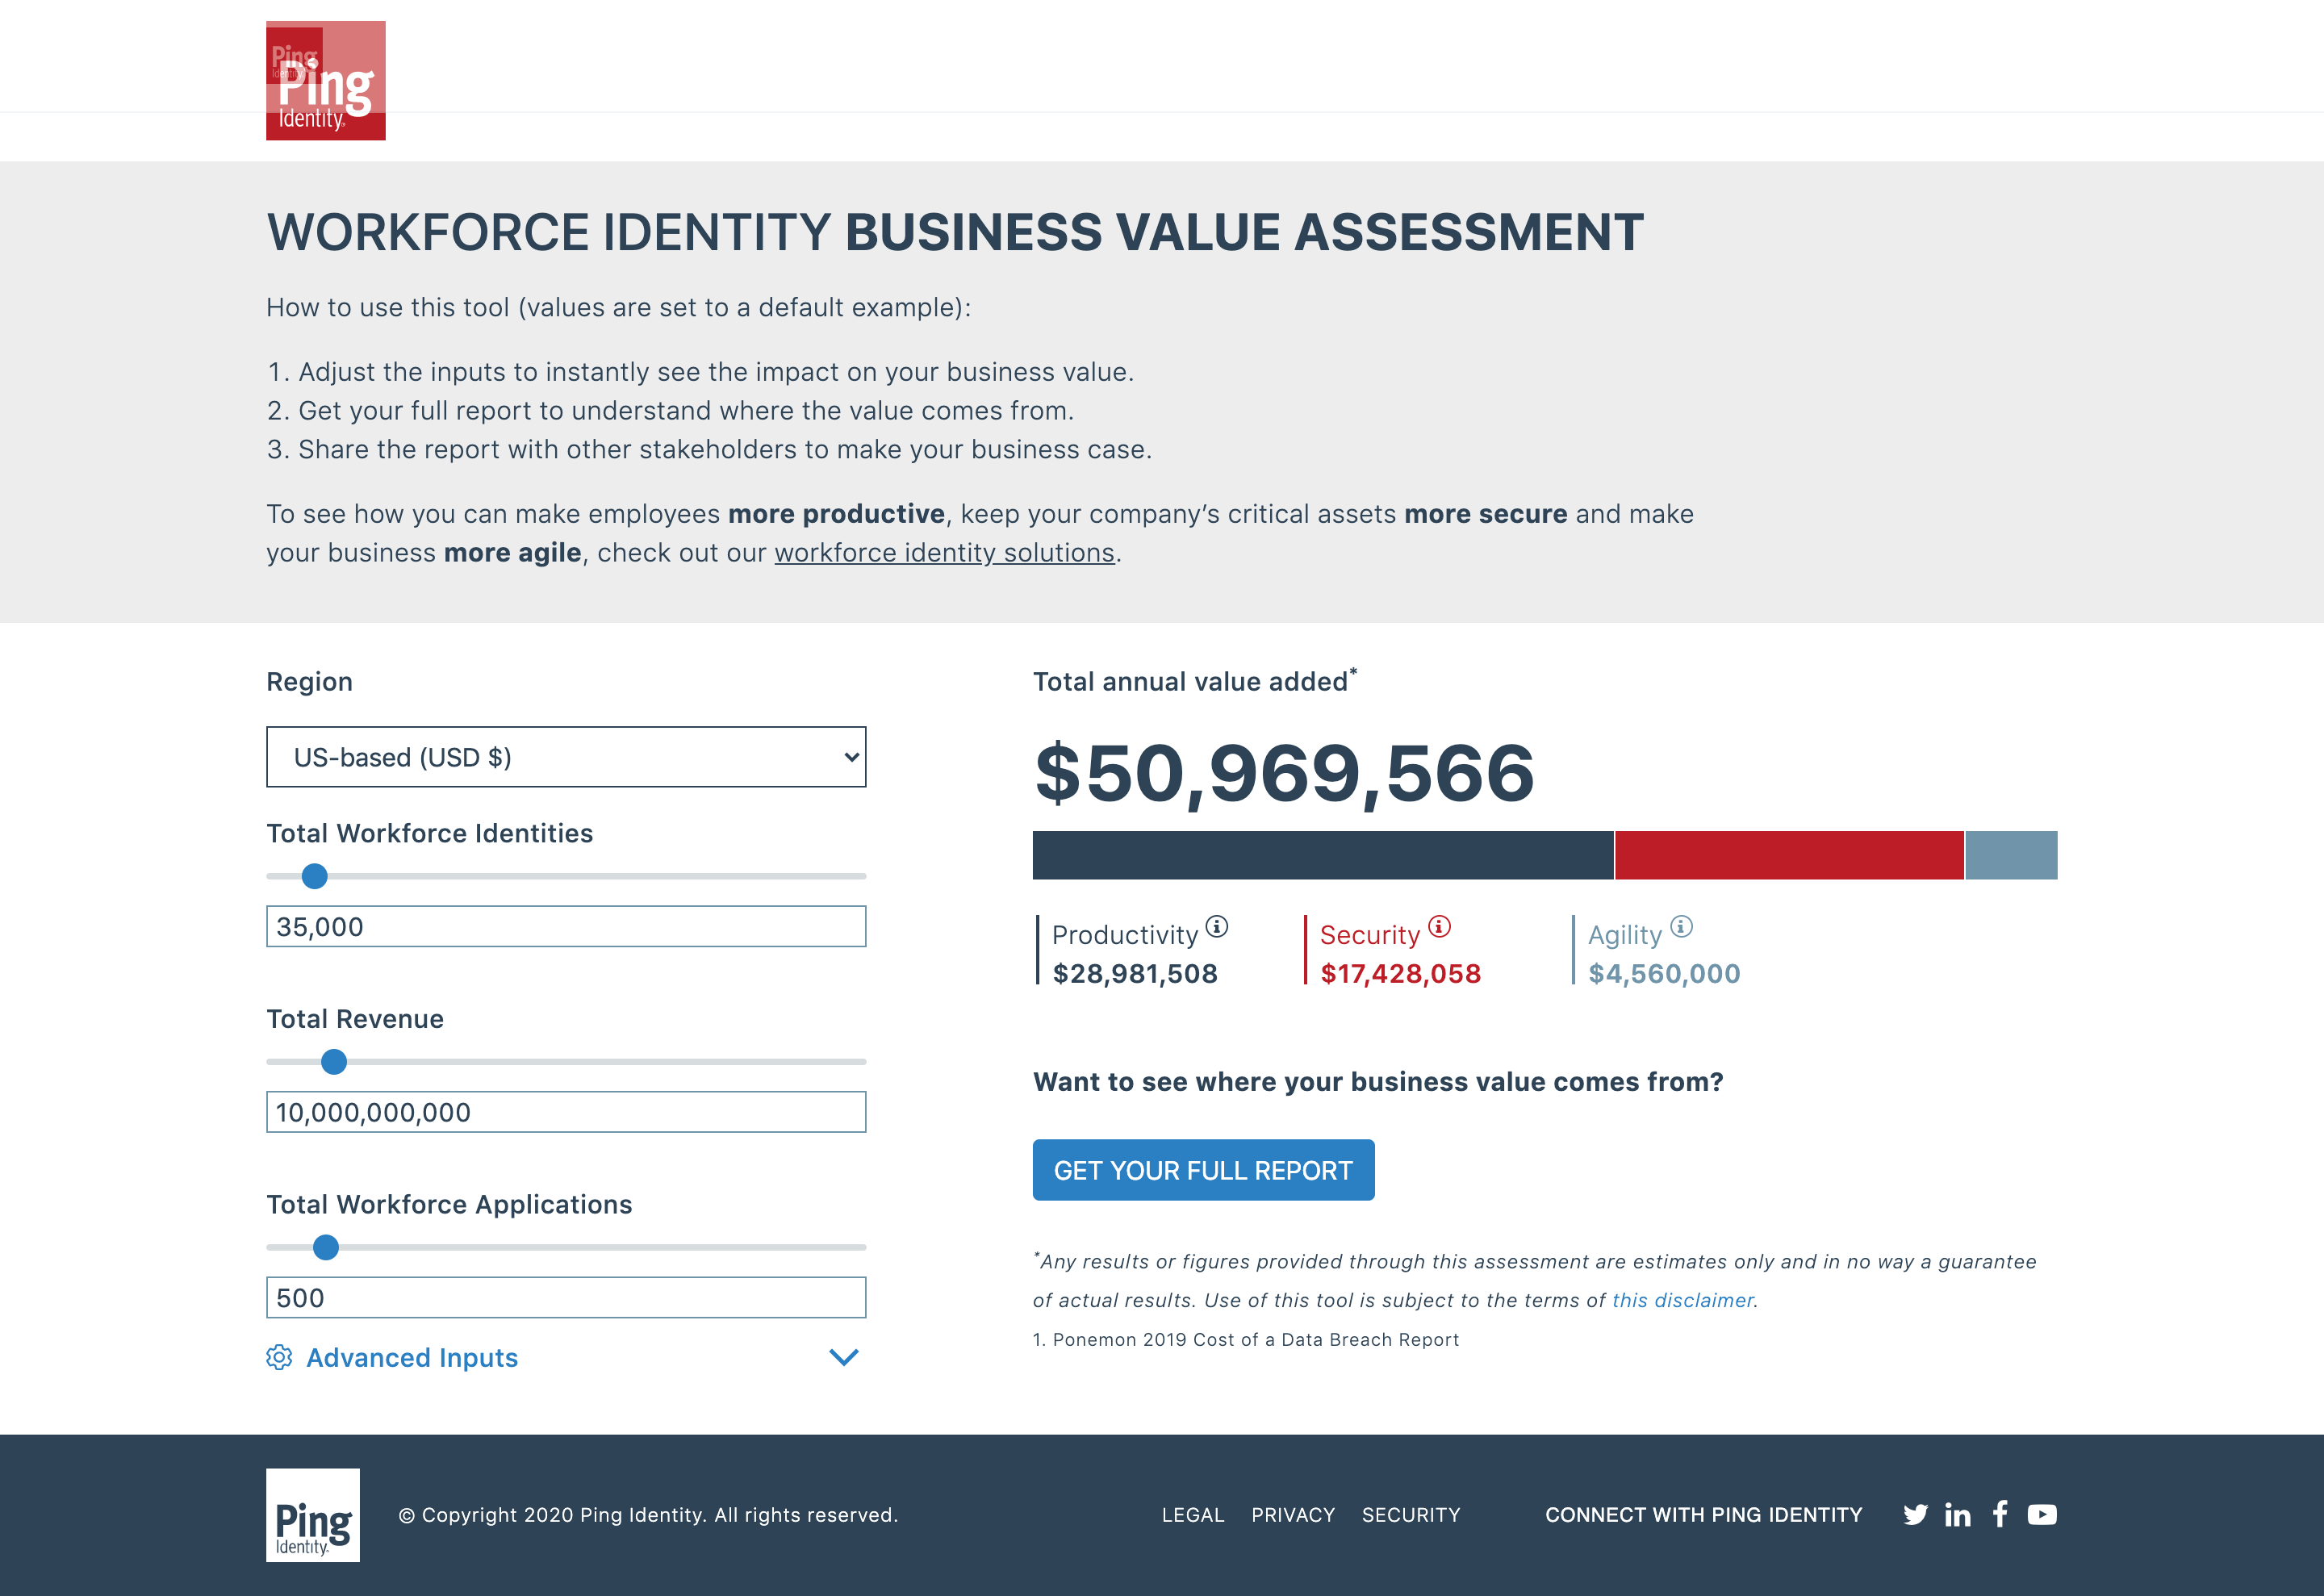 Ping
Identity
Ping
Identity®
WORKFORCE IDENTITY BUSINESS VALUE ASSESSMENT
How to use this tool (values are set to a default example):
1. Adjust the inputs to instantly see the impact on your business value.
2. Get your full report to understand where the value comes from.
3. Share the report with other stakeholders to make your business case.
To see how you can make employees more productive, keep your company’s critical assets more secure and make
your business more agile, check out our workforce identity solutions.
Region
US-based (USD $)
Total Workforce Identities
35,000
Total Revenue
10,000,000,000
Total Workforce Applications
500
Advanced Inputs
Total annual value added*
$50,969,566
Productivity
$28,981,508
Security
$17,428,058
Agility
$4,560,000
Want to see where your business value comes from?
GET YOUR FULL REPORT
*Any results or figures provided through this assessment are estimates only and in no way a guarantee
of actual results. Use of this tool is subject to the terms of this disclaimer.
1. Ponemon 2019 Cost of a Data Breach Report
Ping
Identity
© Copyright 2020 Ping Identity. All rights reserved.
LEGAL PRIVACY SECURITY
CONNECT WITH PING IDENTITY